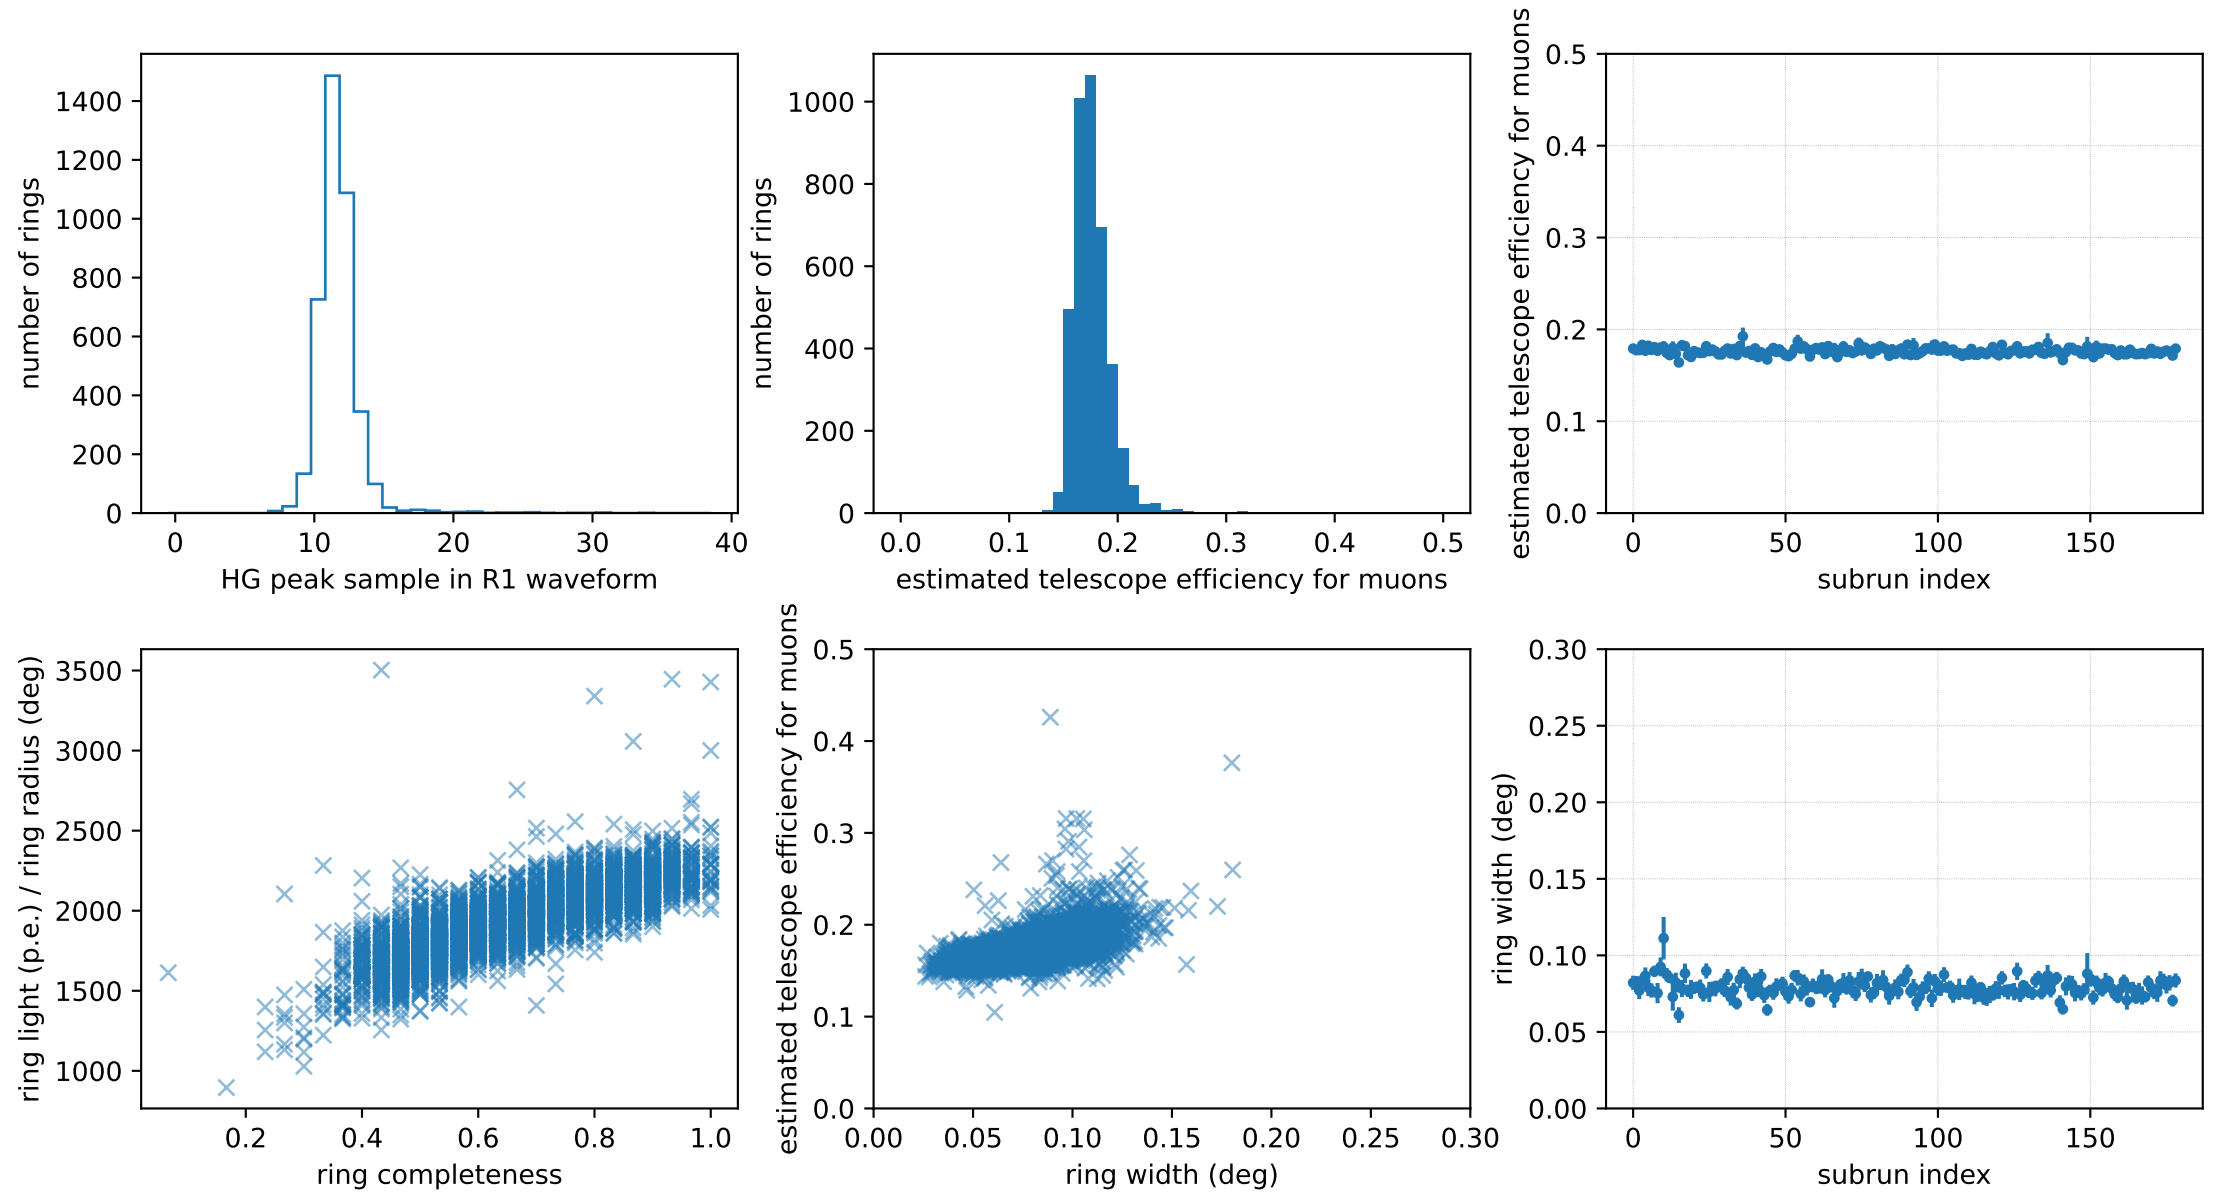 number of rings
1400
1200
1000
800
600
400
200
0
0 10 20 30 40
HG peak sample in R1 waveform
number of rings
1000
800
600
400
200
0
0.0 0.1 0.2 0.3 0.4 0.5
estimated telescope efficiency for muons
estimated telescope efficiency for muons
0.5
0.4
0.3
0.2
0.1
0.0
0 50 100 150
subrun index
ring light (p.e.) / ring radius (deg)
3500
3000
2500
2000
1500
1000
0.2 0.4 0.6 0.8 1.0
ring completeness
estimated telescope efficiency for muons
0.5
0.4
0.3
0.2
0.1
0.0
0.00 0.05 0.10 0.15 0.20 0.25 0.30
ring width (deg)
ring width (deg)
0.30
0.25
0.20
0.15
0.10
0.05
0.00
0 50 100 150
subrun index